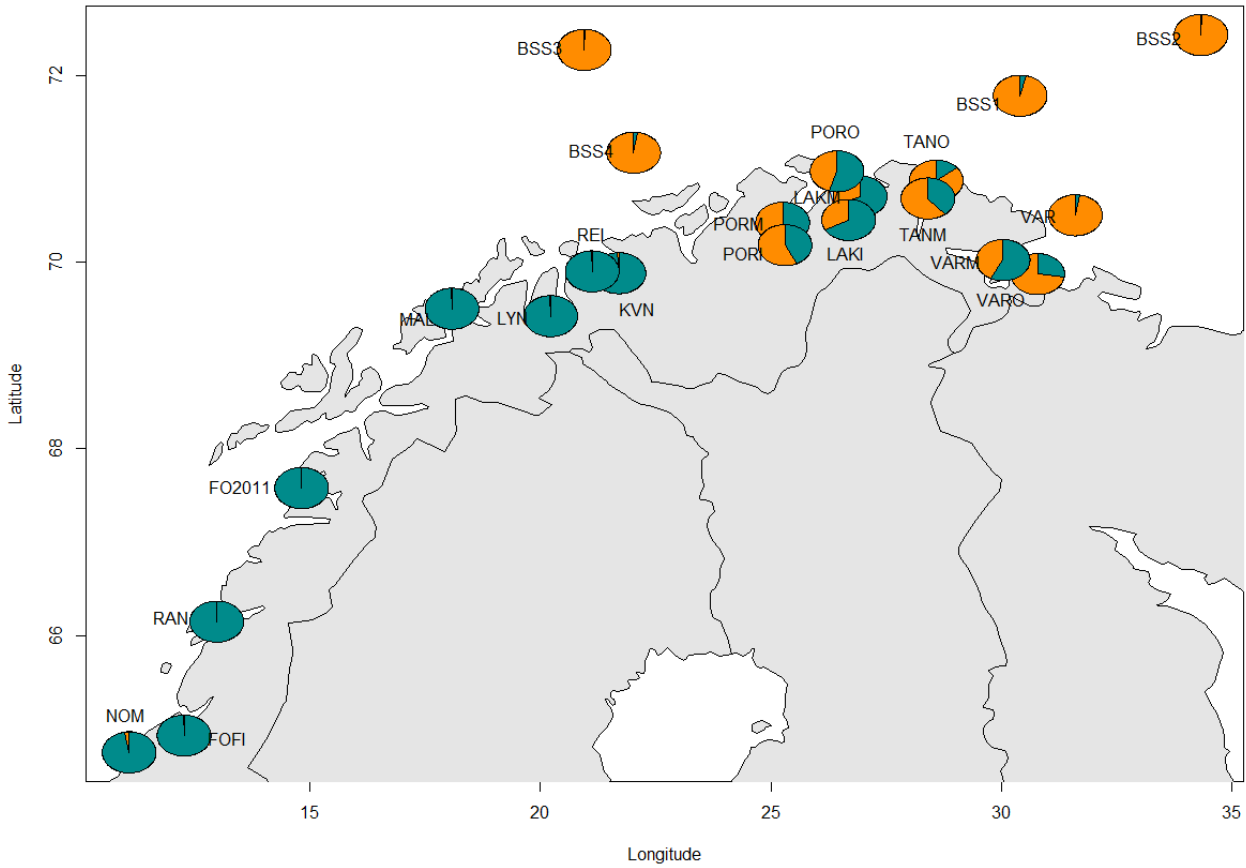 BSS3
BSS2
72
BSS1
PORO
TANO
BSS4
LAKM
VAR
PORM
REI
TANM
PORI
LAKI
VARM
70
VARO
KVN
MAL
LYN
Latitude
68
FO2011
RAN
66
NOM
FOFI
15
20
25
30
35
Longitude